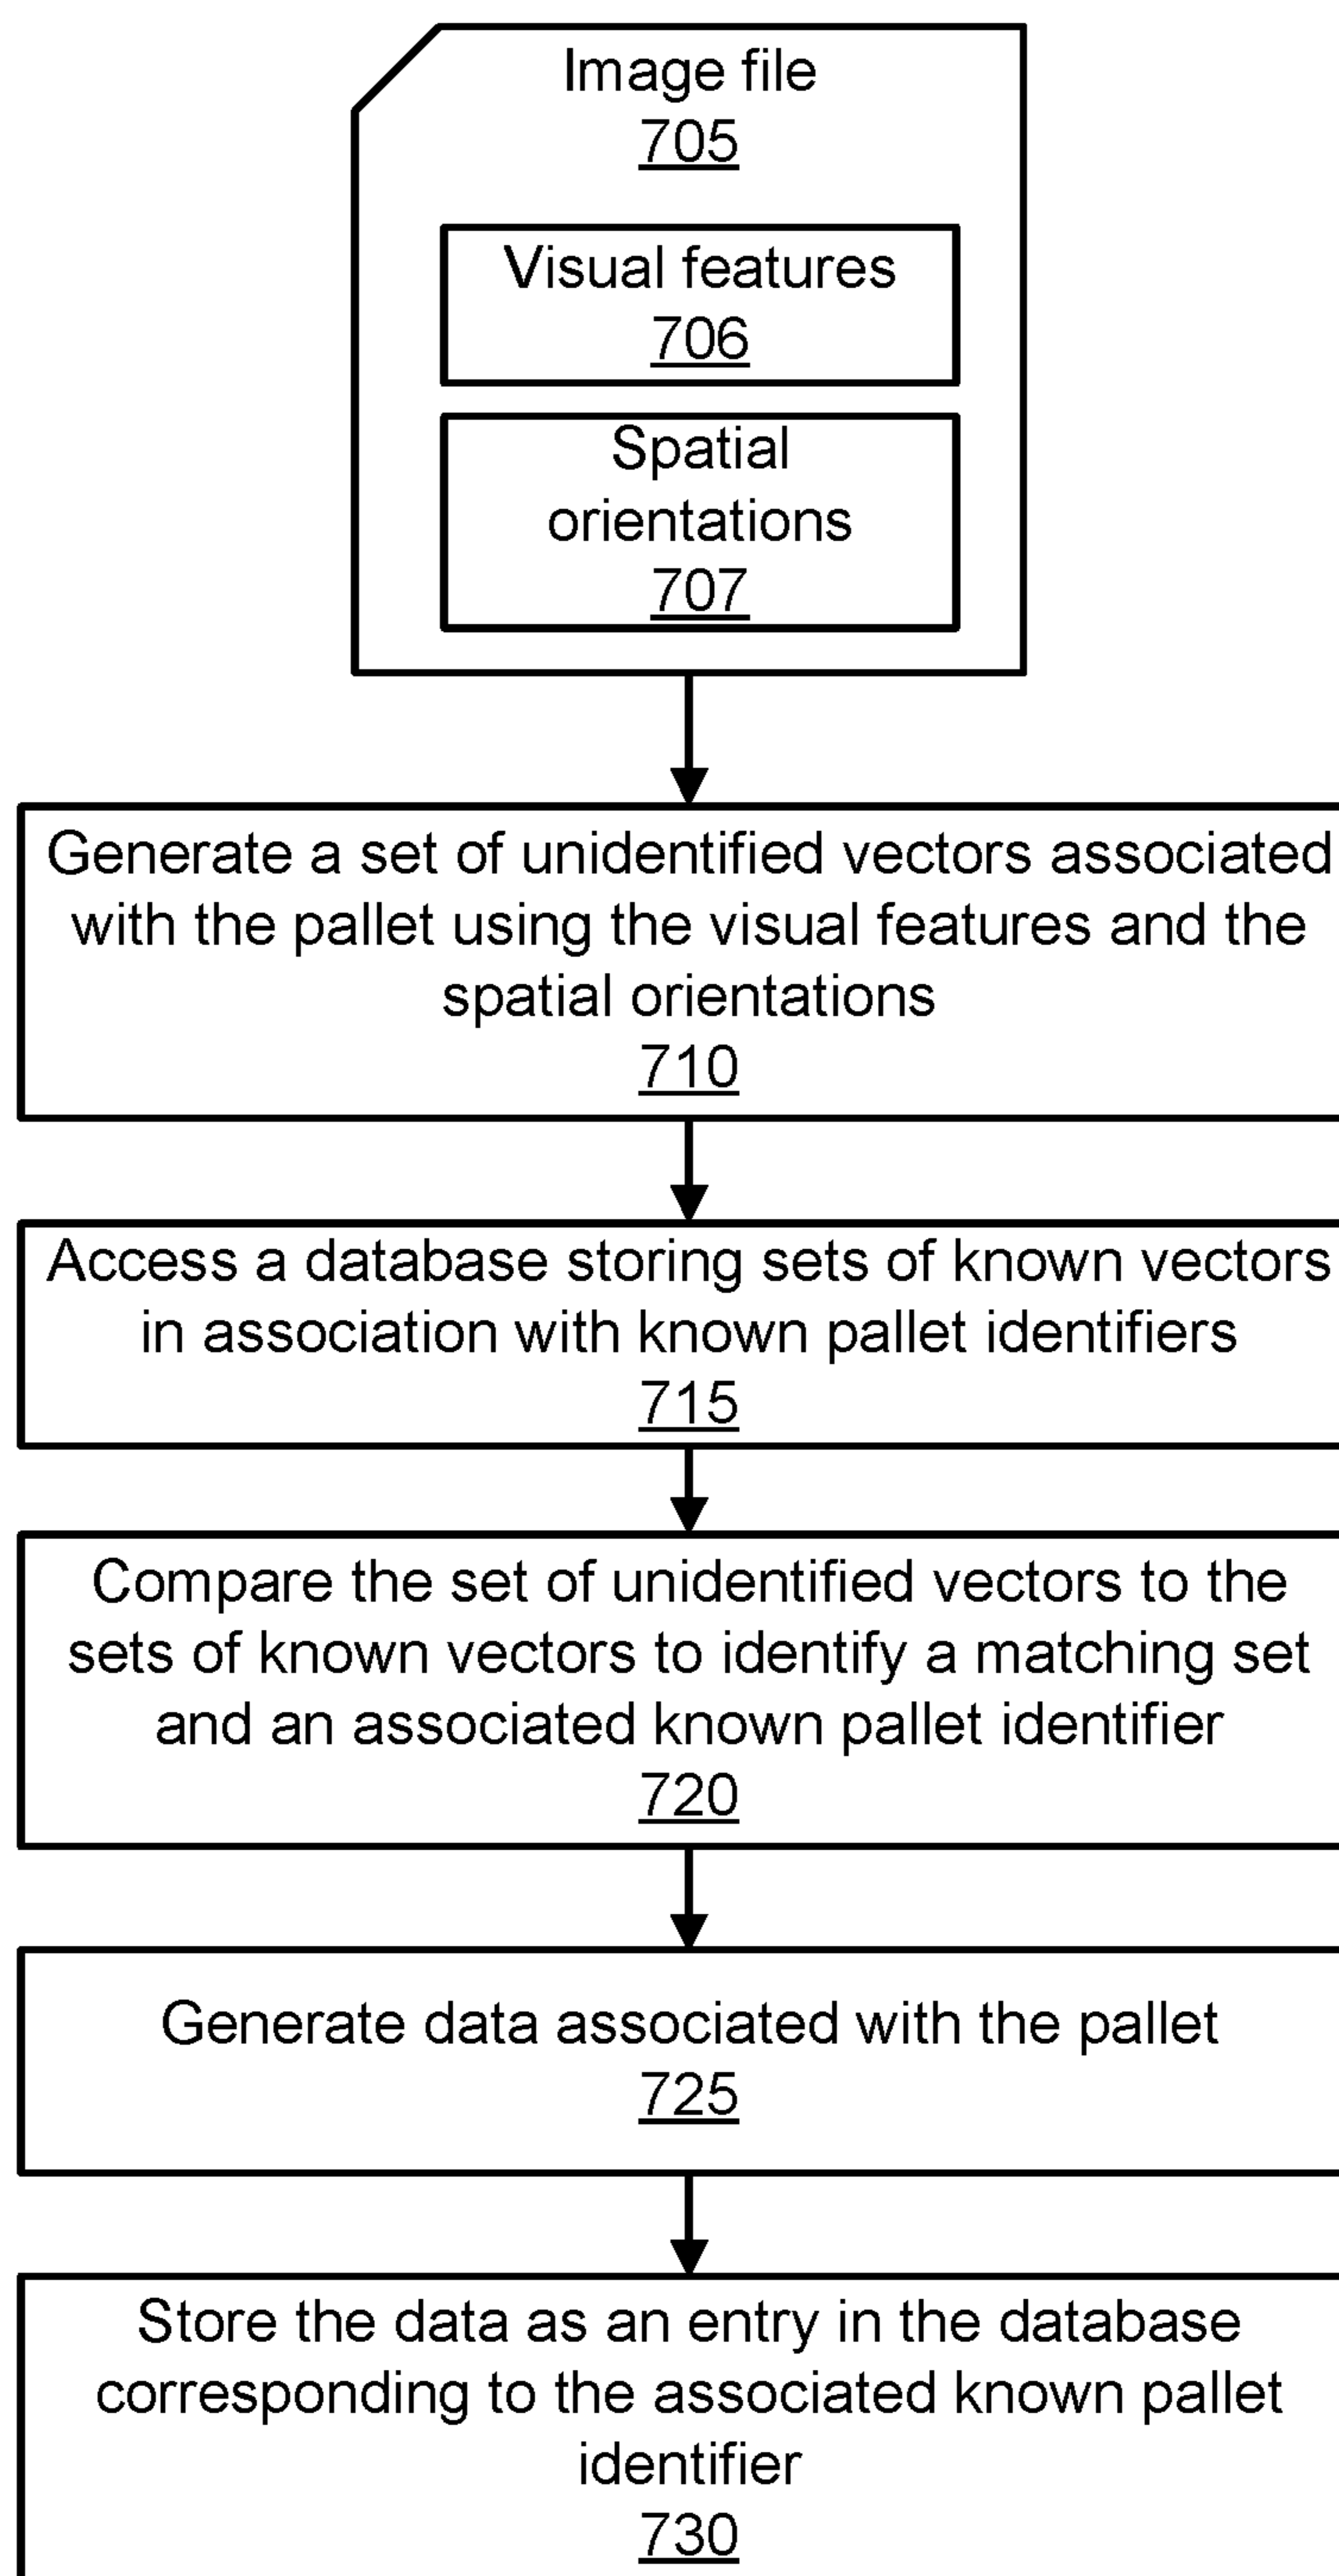 Image file
705
Visual features
706
Spatial
orientations
707
Generate a set of unidentified vectors associated
with the pallet using the visual features and the
spatial orientations
710
Access a database storing sets of known vectors
in association with known pallet identifiers
715
Compare the set of unidentified vectors to the
sets of known vectors to identify a matching set
and an associated known pallet identifier
720
Generate data associated with the pallet
725
Store the data as an entry in the database
corresponding to the associated known pallet
identifier
730